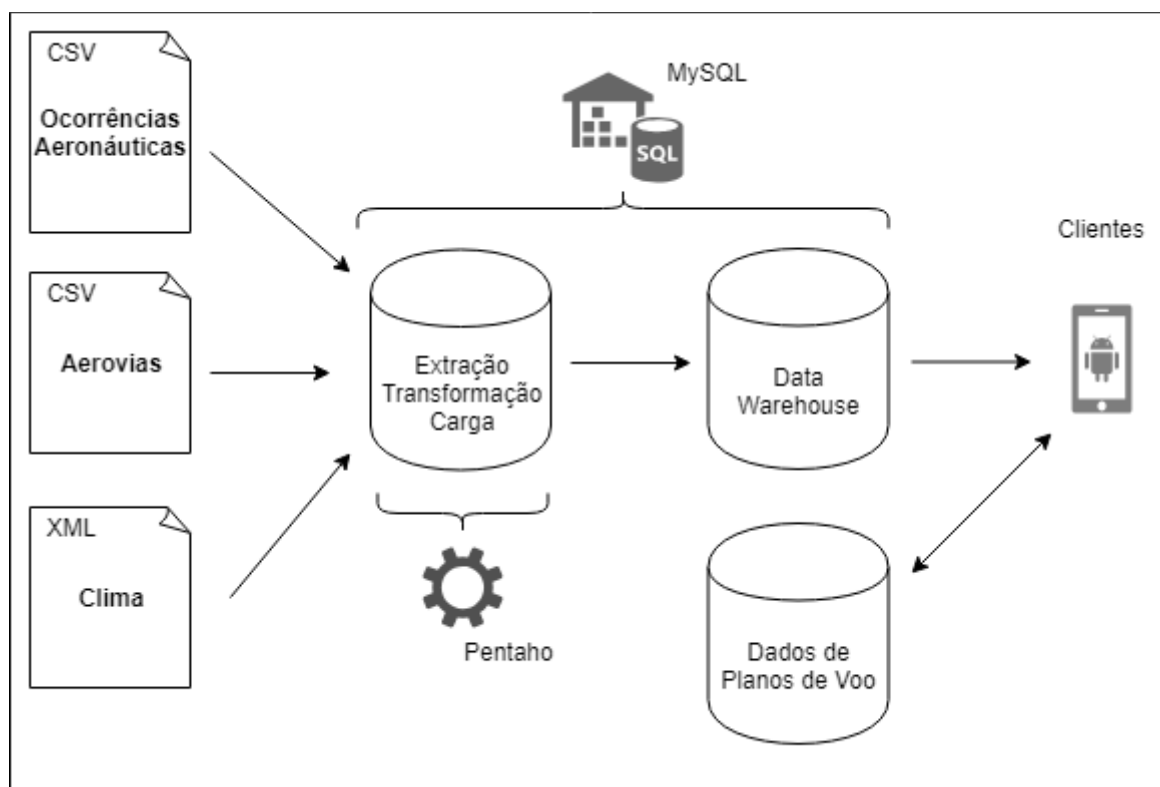 CSV
Ocorrências
Aeronáuticas
CSV
Aerovias
XML
Clima
MySQL
SQL
Extração
Transformação
Carga
Pentaho
Data
Warehouse
Dados de
Planos de Voo
Clientes